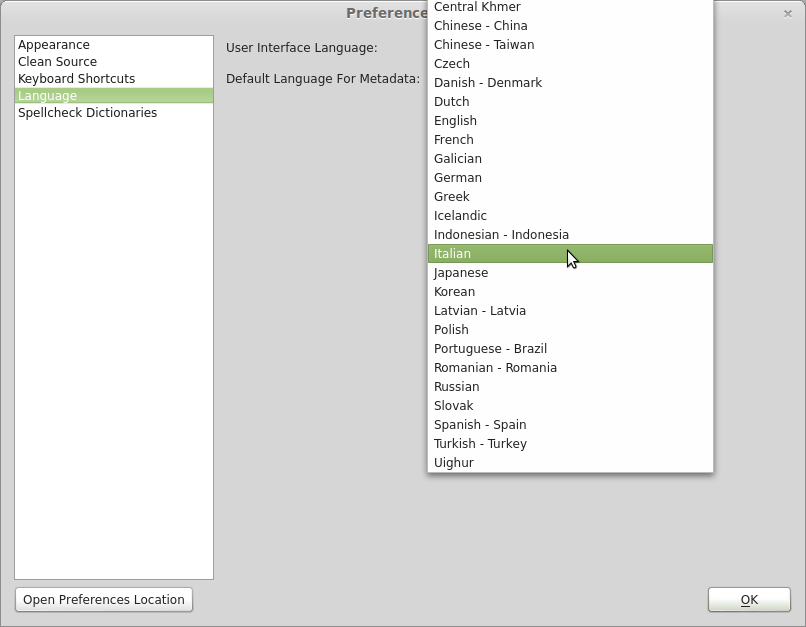 Preference
Appearance
Clean Source
Keyboard Shortcuts
Language
Spellcheck Dictionaries
User Interface Language:
Default Language For Metadata:
Central Khmer
Chinese - China
Chinese - Taiwan
Czech
Danish - Denmark
Dutch
English
French
Galician
German
Greek
Icelandic
Indonesian - Indonesia
Italian
Japanese
Korean
Latvian - Latvia
Polish
Portuguese - Brazil
Romanian - Romania
Russian
Slovak
Spanish - Spain
Turkish - Turkey
Uighur
Open Preferences Location
OK